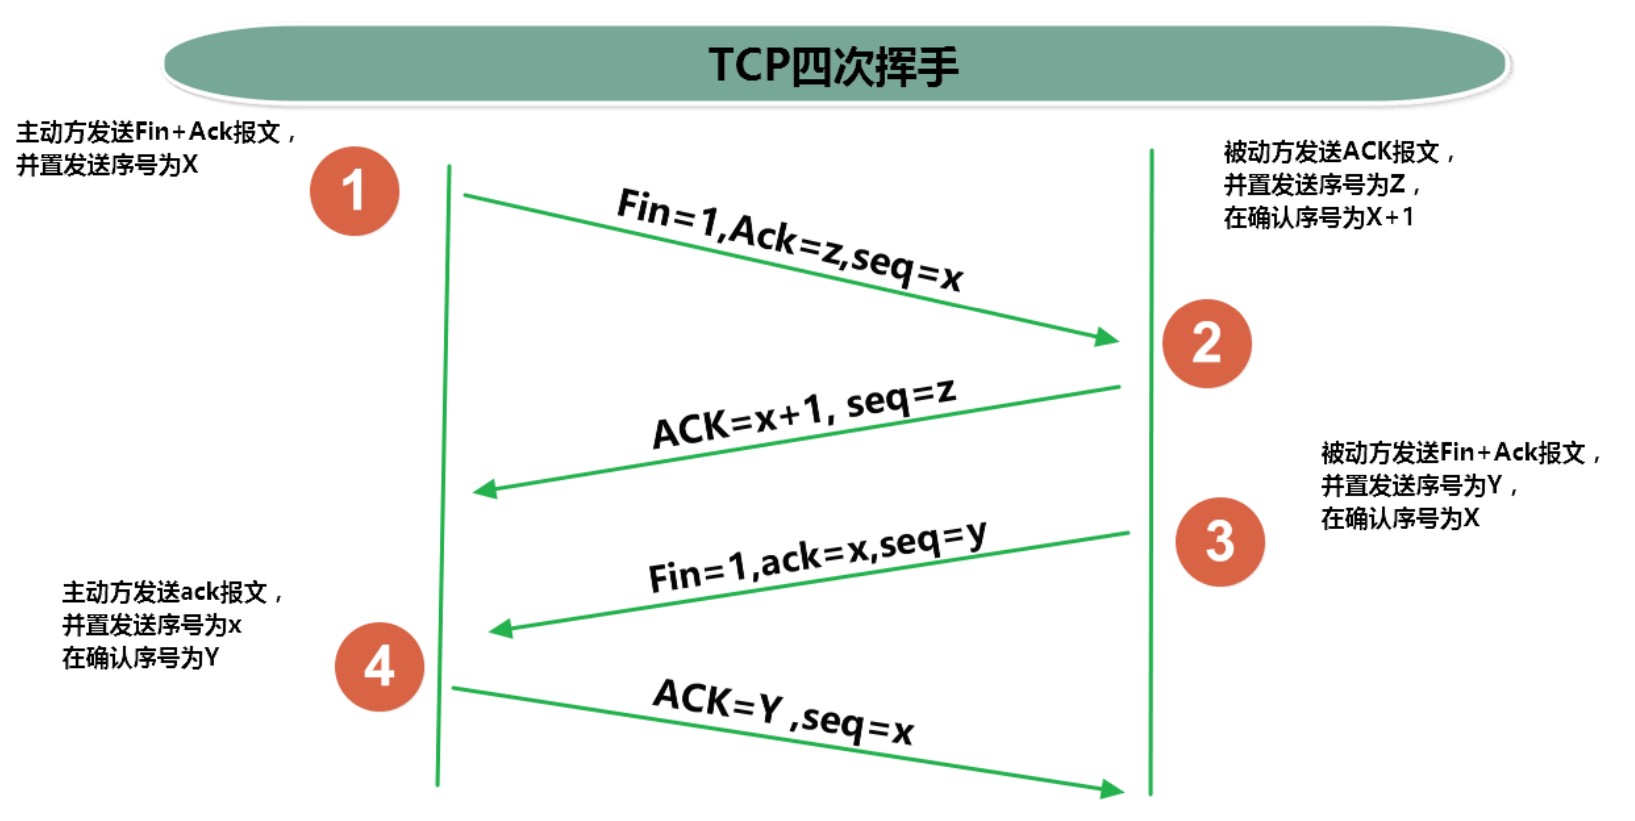 TCP四次挥手
主动方发送Fin+Ack报文，
并置发送序号为X
1
被动方发送ACK报文，
并置发送序号为Z，
在确认序号为X+1
Fin=1,Ack=z,seq=x
2
ACK=x+1, seq=z
被动方发送Fin+Ack报文，
并置发送序号为Y，
在确认序号为X
3
Fin=1,ack=x,seq=y
主动方发送ack报文，
并置发送序号为x
在确认序号为Y
4
ACK=Y ,seq=x